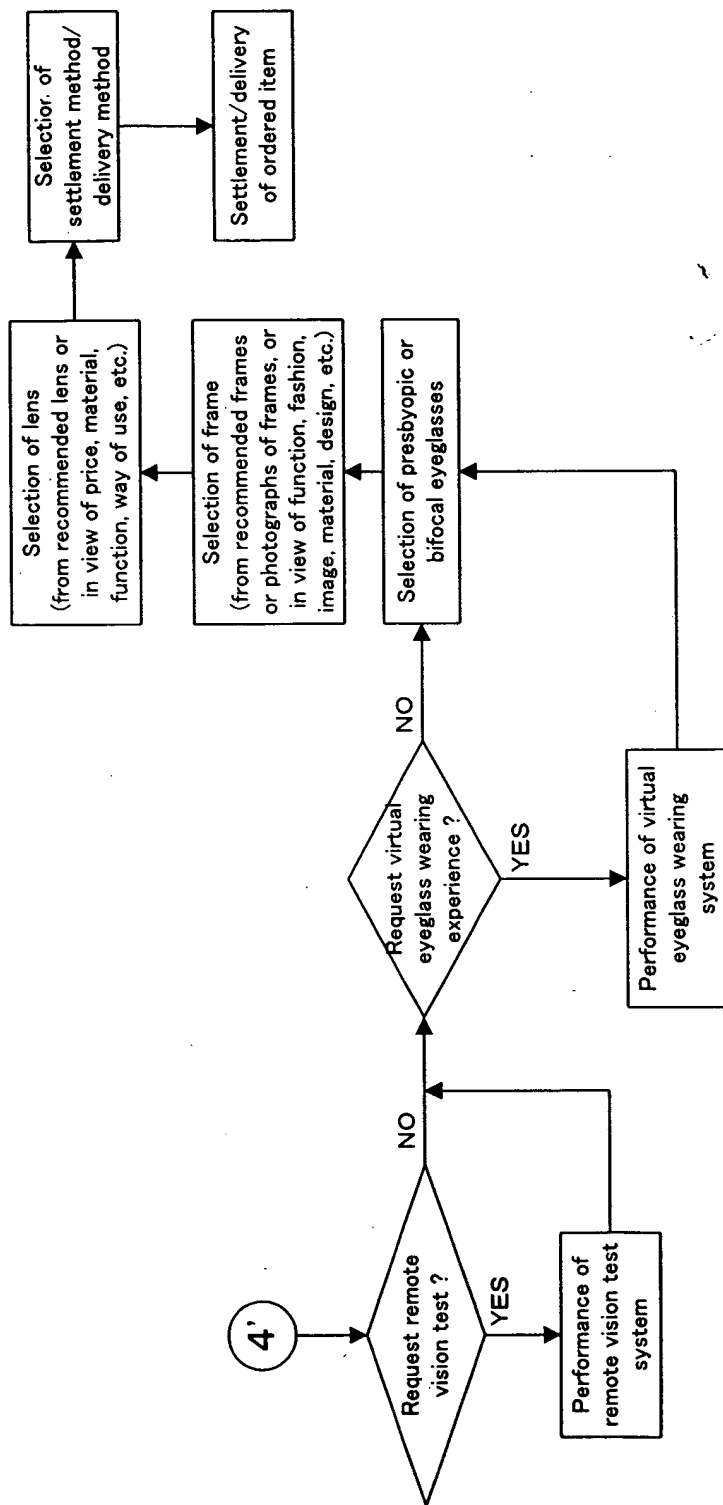 4'
Request remote
vision test ?
YES
NO
Performance of
remote vision test
system
Request virtual
eyeglass wearing
experience ?
YES
NO
Performance of virtual
eyeglass wearing
system
Selection of presbyopic or
bifocal eyeglasses
Selection of frame
(from recommended frames
or photographs of frames, or
in view of function, fashion,
image, material, design, etc.)
Selection of lens
(from recommended lens or
in view of price, material,
function, way of use, etc.)
Selection of
settlement method/
delivery method
Settlement/delivery
of ordered item